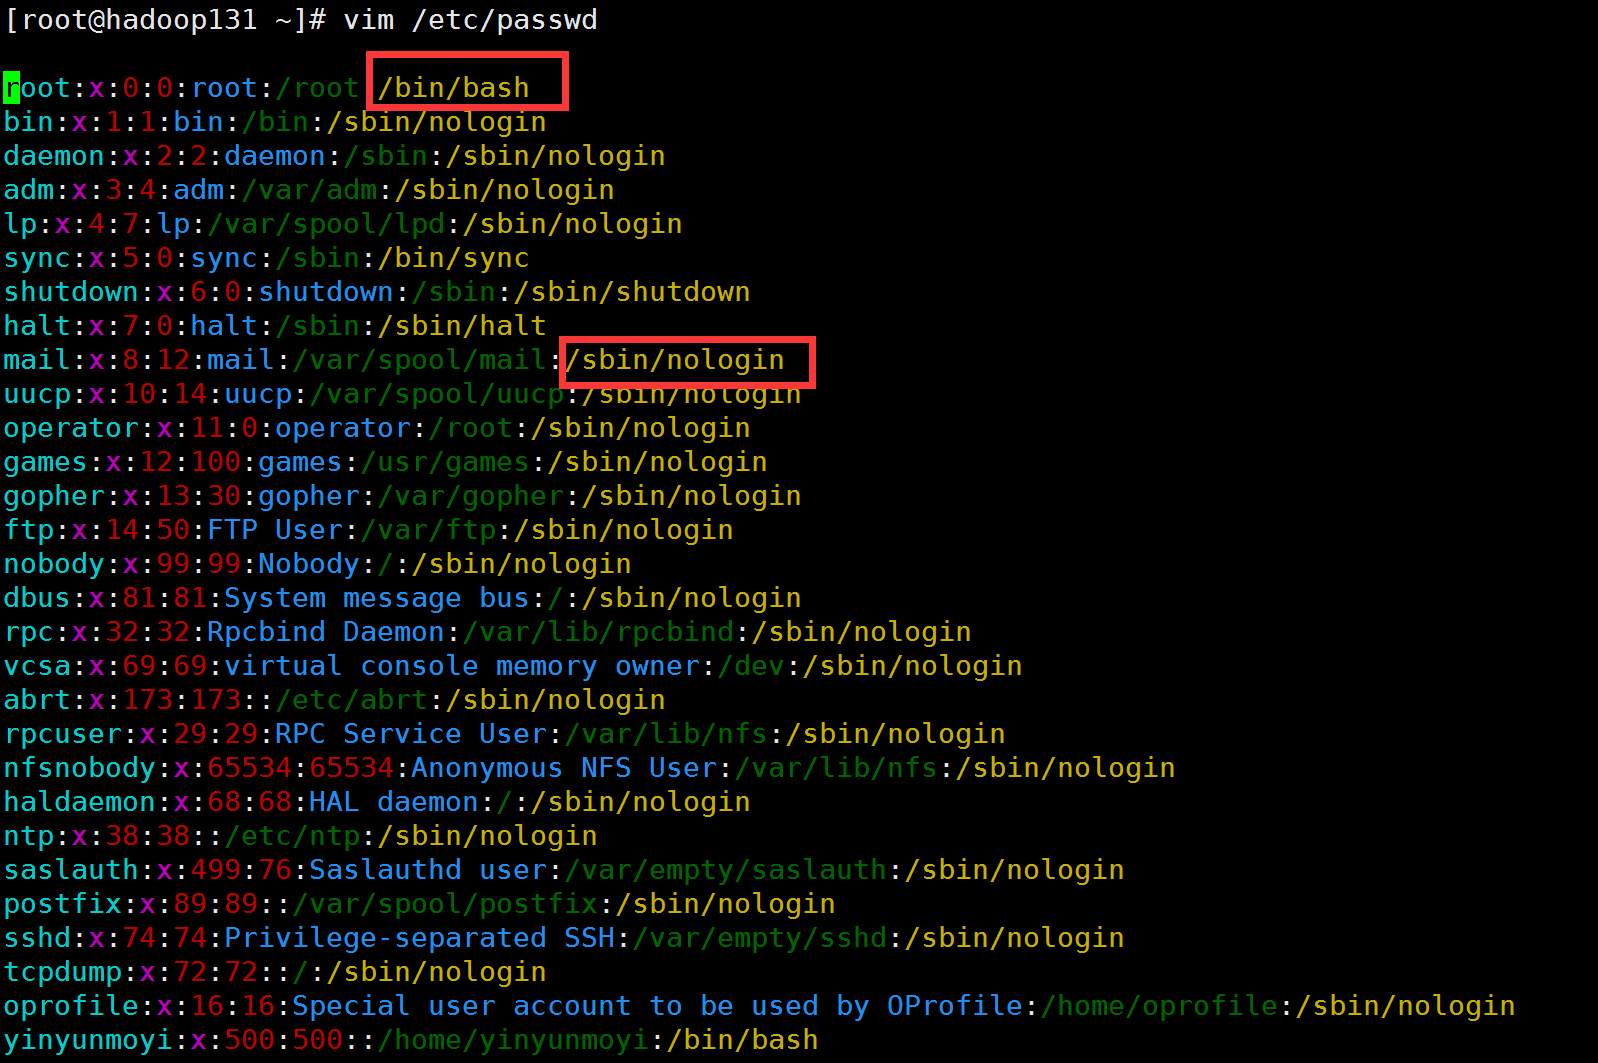 [root@hadoop131 ~]# vim /etc/passwd
root:x:0:0:root:/root /bin/bash
bin:x:1:1:bin:/bin:/sbin/nologin
daemon:x:2:2:daemon:/sbin:/sbin/nologin
adm:x:3:4:adm:/var/adm:/sbin/nologin
lp:x:4:7:lp:/var/spool/lpd:/sbin/nologin
sync:x:5:0:sync:/sbin:/bin/sync
shutdown:x:6:0:shutdown:/sbin:/sbin/shutdown
halt:x:7:0:halt:/sbin:/sbin/halt
mail:x:8:12:mail:/var/spool/mail:/sbin/nologin
uucp:x:10:14:uucp:/var/spool/uucp:/sbin/nologin
operator:x:11:0:operator:/root:/sbin/nologin
games:x:12:100:games:/usr/games:/sbin/nologin
gopher:x:13:30:gopher:/var/gopher:/sbin/nologin
ftp:x:14:50:FTP User:/var/ftp:/sbin/nologin
nobody:x:99:99:Nobody:/:/sbin/nologin
dbus:x:81:81:System message bus:/:/sbin/nologin
rpc:x:32:32:Rpcbind Daemon:/var/lib/rpcbind:/sbin/nologin
vcsa:x:69:69:virtual console memory owner:/dev:/sbin/nologin
abrt:x:173:173::/etc/abrt:/sbin/nologin
rpcuser:x:29:29:RPC Service User:/var/lib/nfs:/sbin/nologin
nfsnobody:x:65534:65534:Anonymous NFS User:/var/lib/nfs:/sbin/nologin
haldaemon:x:68:68:HAL daemon:/:/sbin/nologin
ntp:x:38:38::/etc/ntp:/sbin/nologin
saslauth:x:499:76:Saslauthd user:/var/empty/saslauth:/sbin/nologin
postfix:x:89:89::/var/spool/postfix:/sbin/nologin
sshd:x:74:74:Privilege-separated SSH:/var/empty/sshd:/sbin/nologin
tcpdump:x:72:72::/:/sbin/nologin
oprofile:x:16:16:Special user account to be used by OProfile:/home/oprofile:/sbin/nologin
yinyunmoyi:x:500:500::/home/yinyunmoyi:/bin/bash